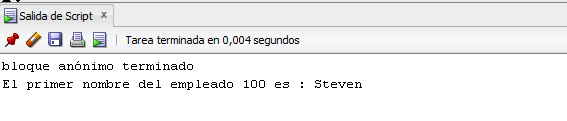 Salida de Script x
Tarea terminada en 0,004 segundos
bloque anónimo terminado
El primer nombre del empleado 100 es : Steven